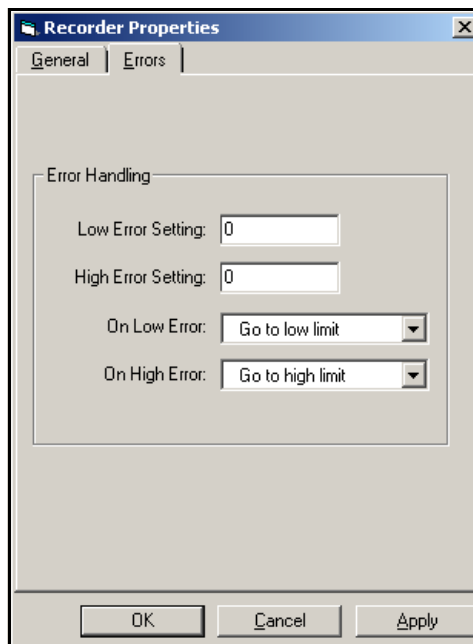 Recorder Properties
General Errors
Error Handling
Low Error Setting: 0
High Error Setting: 0
On Low Error: Go to low limit
On High Error: Go to high limit
OK Cancel Apply